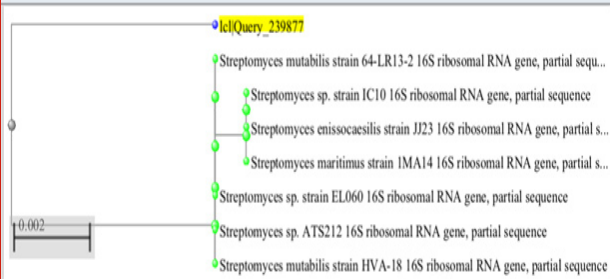 lcl|Query_239877
Streptomyces mutabilis strain 64-LR13-2 16S ribosomal RNA gene, partial sequ...
Streptomyces sp. strain IC10 16S ribosomal RNA gene, partial sequence
Streptomyces enissocaesilis strain JJ23 16S ribosomal RNA gene, partial s...
Streptomyces maritimus strain 1MA14 16S ribosomal RNA gene, partial s...
Streptomyces sp. strain EL060 16S ribosomal RNA gene, partial sequence
0.002
Streptomyces sp. ATS212 16S ribosomal RNA gene, partial sequence
Streptomyces mutabilis strain HVA-18 16S ribosomal RNA gene, partial sequence